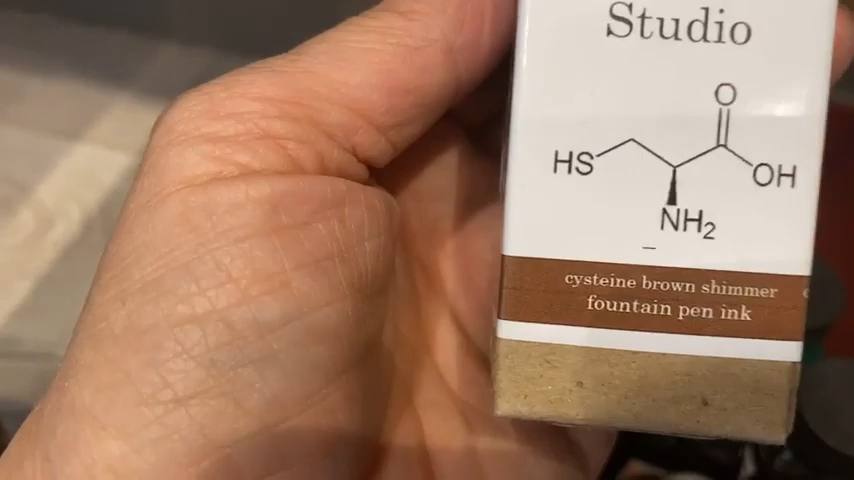 Studio
O
HS
OH
NH₂
cysteine brown shimmer
fountain pen ink